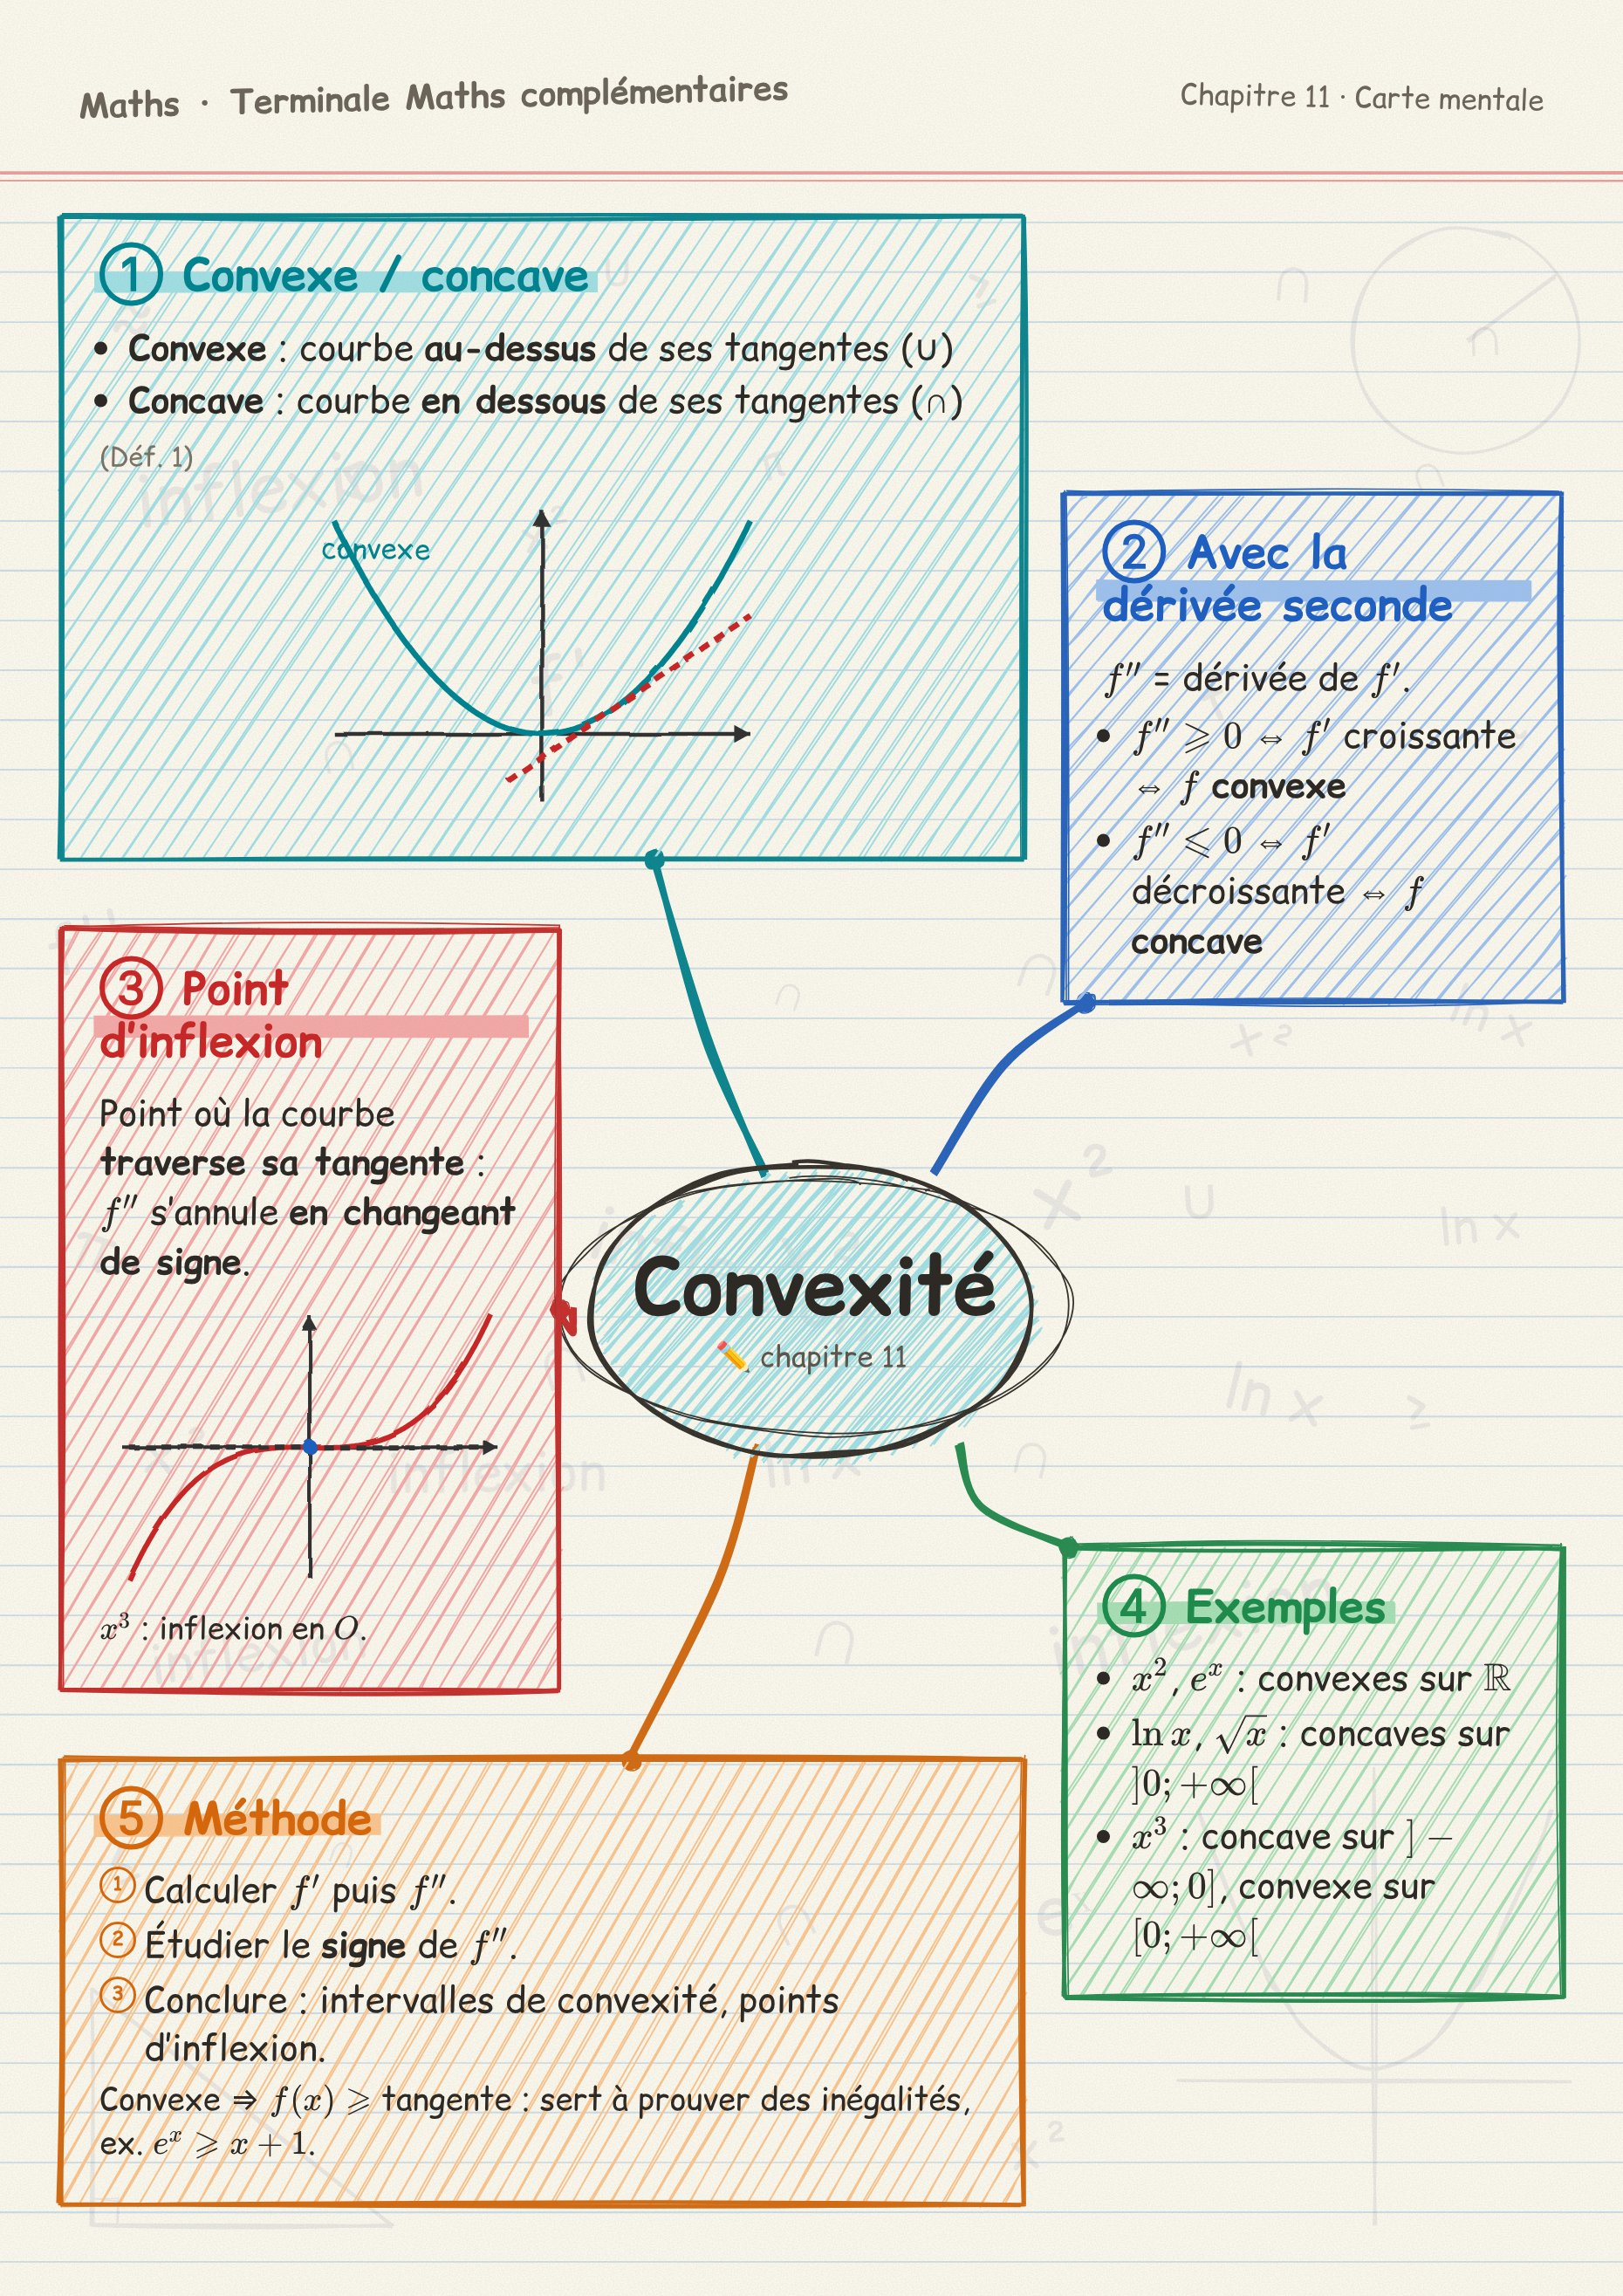 Maths · Terminale Maths complémentaires
Chapitre 11 · Carte mentale
① Convexe / concave
• Convexe : courbe au-dessus de ses tangentes (∪)
• Concave : courbe en dessous de ses tangentes (∩)
(Déf. 1)
convexe
② Avec la
dérivée seconde
f″ = dérivée de f′.
• f″ ⩾ 0 ⇔ f′ croissante
⇔ f convexe
• f″ ⩽ 0 ⇔ f′
décroissante ⇔ f
concave
③ Point
d'inflexion
Point où la courbe
traverse sa tangente :
f″ s'annule en changeant
de signe.
x³ : inflexion en O.
Convexité
✏️ chapitre 11
④ Exemples
• x², eˣ : convexes sur ℝ
• ln x, √x : concaves sur
]0; +∞[
• x³ : concave sur ] −
∞; 0], convexe sur
[0; +∞[
⑤ Méthode
① Calculer f′ puis f″.
② Étudier le signe de f″.
③ Conclure : intervalles de convexité, points
d'inflexion.
Convexe ⇒ f(x) ⩾ tangente : sert à prouver des inégalités,
ex. eˣ ⩾ x + 1.